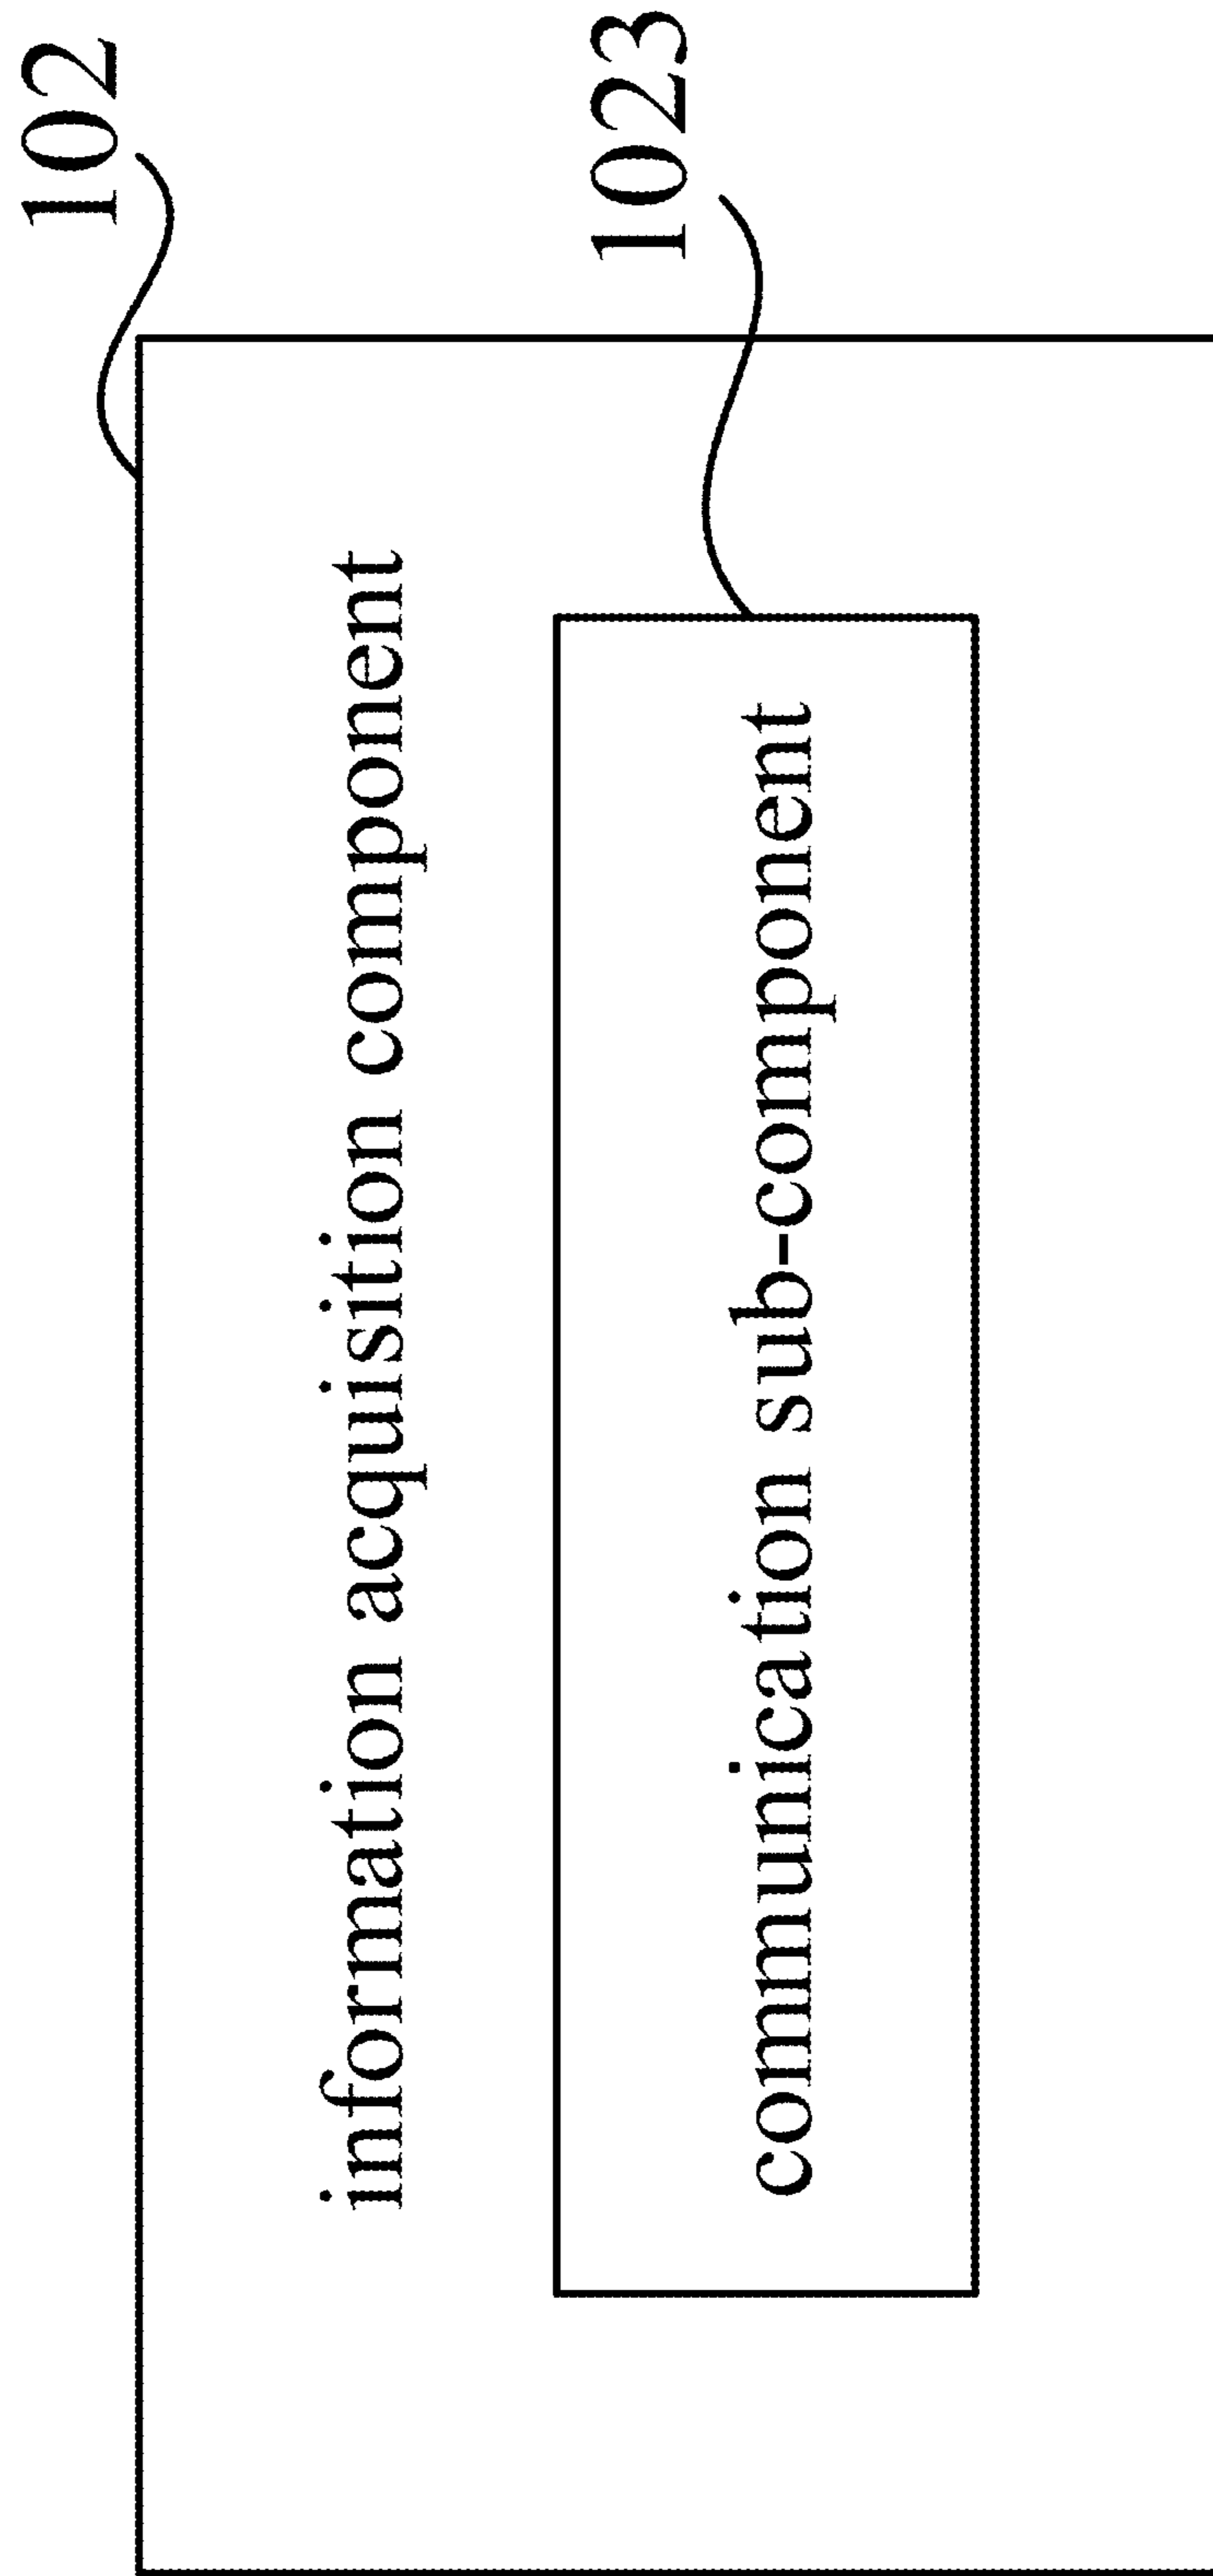 102
information acquisition component
1023
communication sub-component